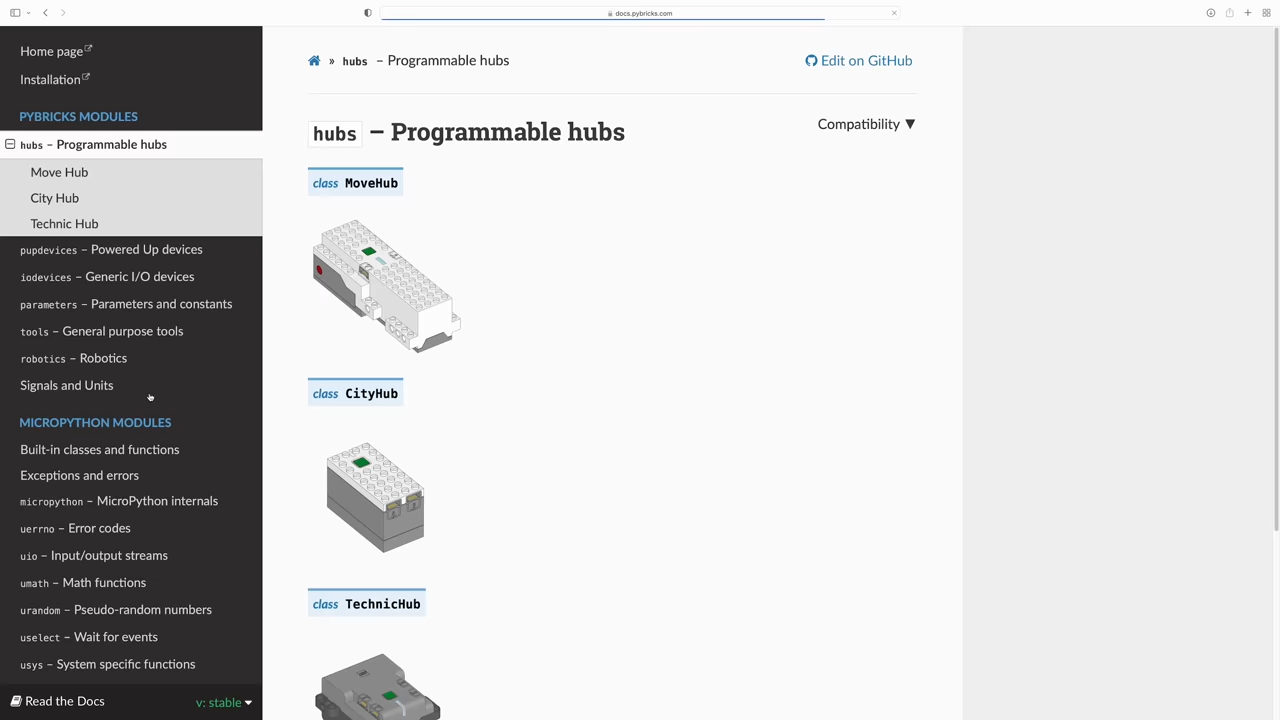 docs.pybricks.com
Home page
Installation
PYBRICKS MODULES
hubs – Programmable hubs
Move Hub
City Hub
Technic Hub
pupdevices – Powered Up devices
iodevices – Generic I/O devices
parameters – Parameters and constants
tools – General purpose tools
robotics – Robotics
Signals and Units
MICROPYTHON MODULES
Built-in classes and functions
Exceptions and errors
micropython – MicroPython internals
uerrno – Error codes
uio – Input/output streams
umath – Math functions
urandom – Pseudo-random numbers
uselect – Wait for events
usys – System specific functions
Read the Docs
v: stable ▼
» hubs – Programmable hubs
Edit on GitHub
hubs – Programmable hubs
Compatibility ▼
class MoveHub
class CityHub
class TechnicHub